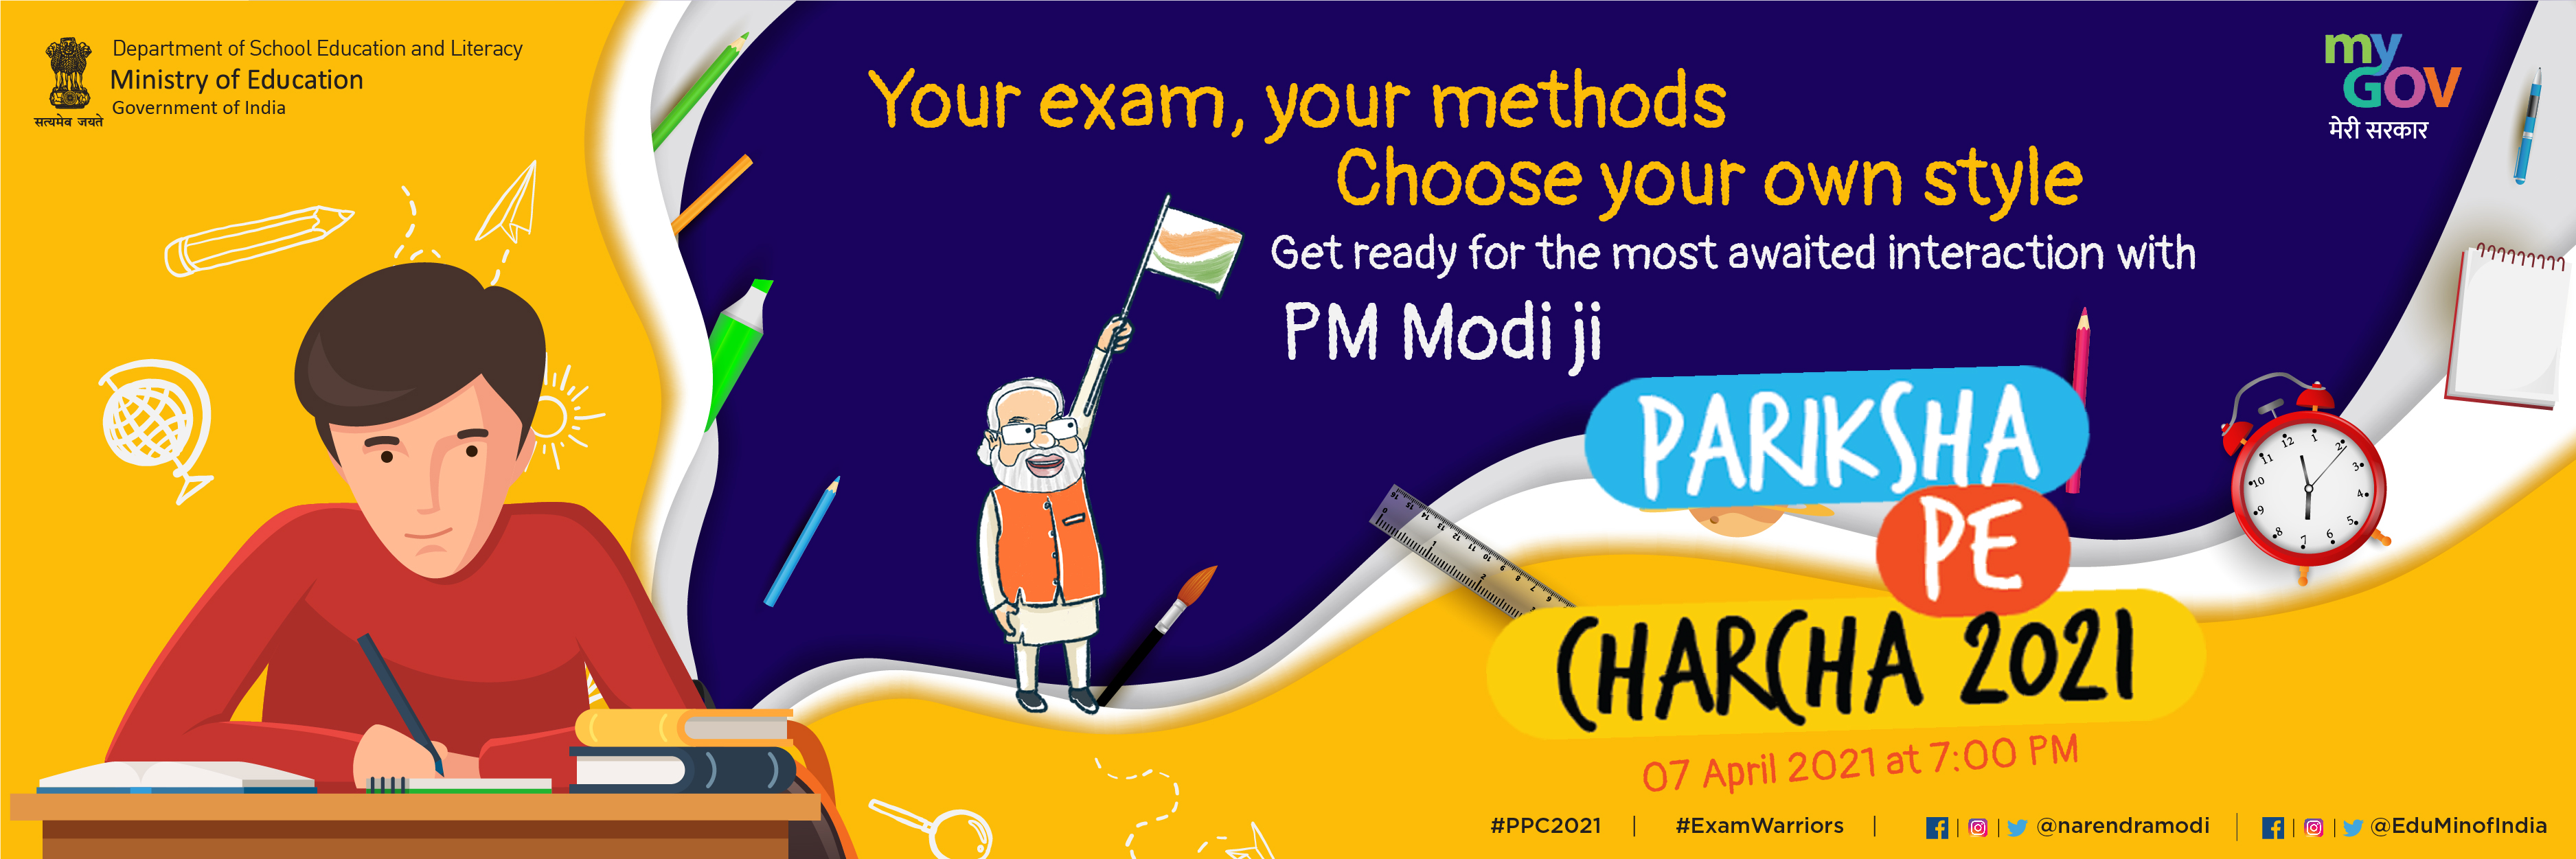 Department of School Education and Literacy
Ministry of Education
Government of India
सत्यमेव जयते
my
GOV
मेरी सरकार
Your exam, your methods
Choose your own style
Get ready for the most awaited interaction with
PM Modi ji
PARIKSHA
PE
CHARCHA 2021
07 April 2021 at 7:00 PM
#PPC2021 | #ExamWarriors | @narendramodi | @EduMinofIndia